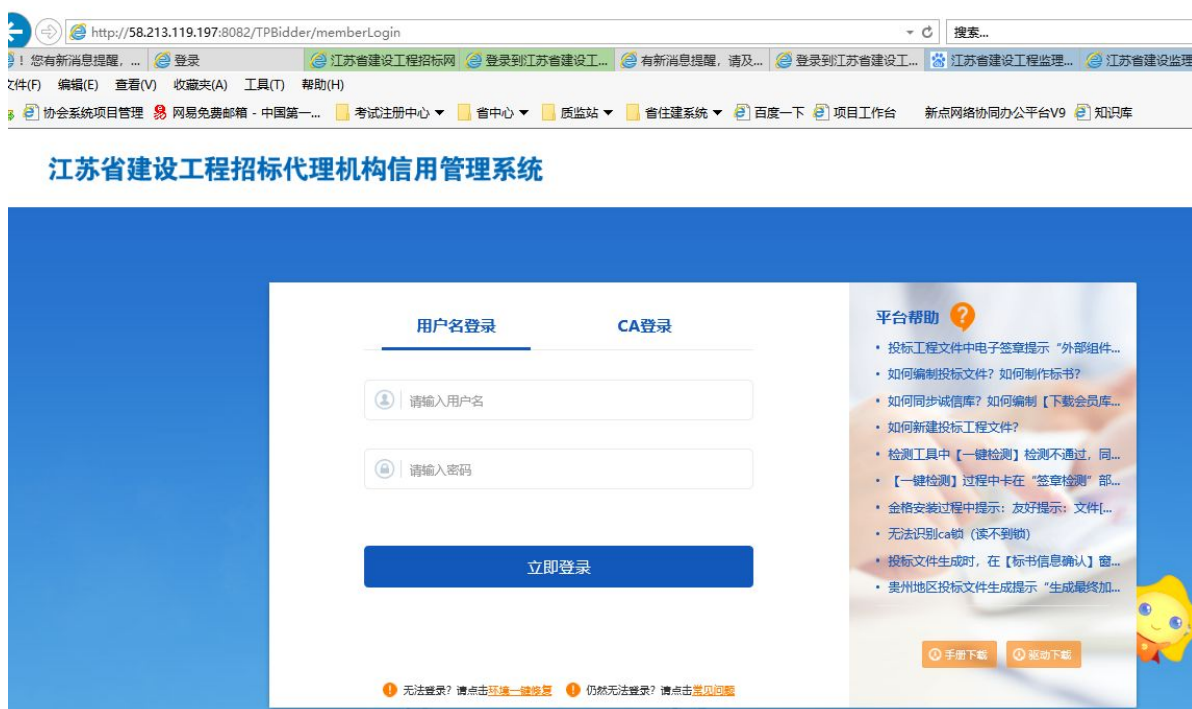 http://58.213.119.197:8082/TPBidder/memberLogin 搜索...
！您有新消息提醒，... 登录 江苏省建设工程招标网 登录到江苏省建设工... 有新消息提醒，请及... 登录到江苏省建设工... 江苏省建设工程监理... 江苏省建设监理
文件(F) 编辑(E) 查看(V) 收藏夹(A) 工具(T) 帮助(H)
协会系统项目管理 网易免费邮箱 - 中国第一... 考试注册中心 省中心 质监站 省住建系统 百度一下 项目工作台 新点网络协同办公平台V9 知识库
江苏省建设工程招标代理机构信用管理系统
用户名登录 CA登录
请输入用户名
请输入密码
立即登录
无法登录？请点击环境一键修复 仍然无法登录？请点击常见问题
平台帮助 ?
• 投标工程文件中电子签章提示“外部组件...
• 如何编制投标文件？如何制作标书？
• 如何同步诚信库？如何编制【下载会员库...
• 如何新建投标工程文件？
• 检测工具中【一键检测】检测不通过，同...
• 【一键检测】过程中卡在“签章检测”部...
• 金格安装过程中提示：友好提示：文件[...
• 无法识别ca锁（读不到锁）
• 投标文件生成时，在【标书信息确认】窗...
• 贵州地区投标文件生成提示“生成最终加...
手册下载 驱动下载